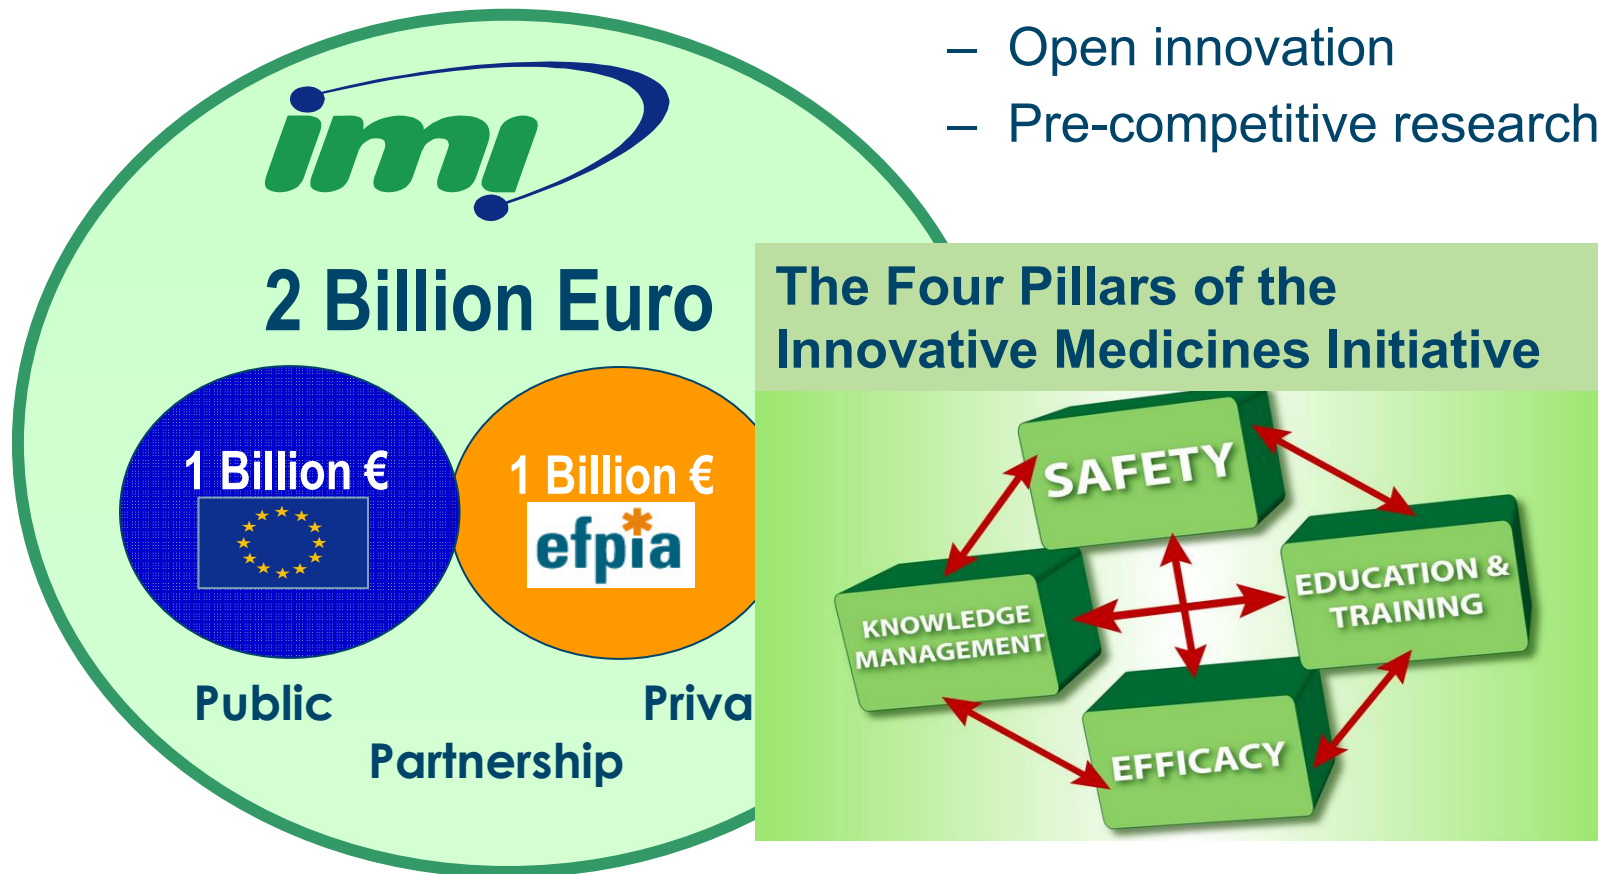 – Open innovation
– Pre-competitive research
imi
2 Billion Euro
1 Billion €
1 Billion €
efpia
Public
Priva
Partnership
The Four Pillars of the
Innovative Medicines Initiative
SAFETY
KNOWLEDGE
MANAGEMENT
EDUCATION &
TRAINING
EFFICACY